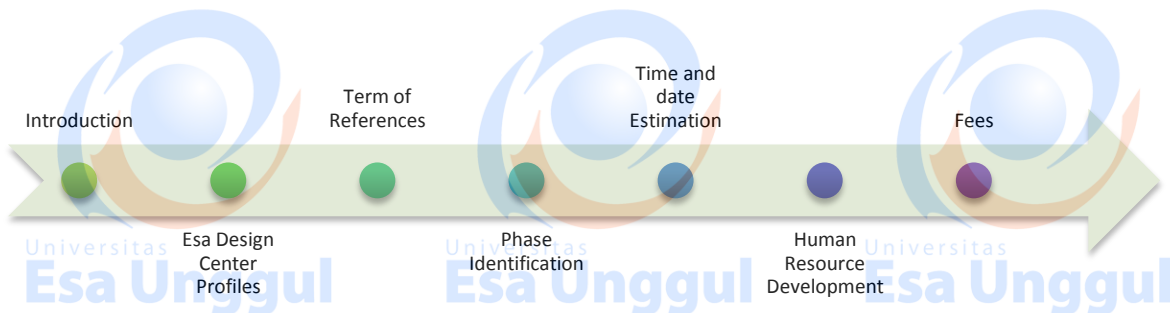 Introduction
Esa Design
Center
Profiles
Term of
References
Phase
Identification
Time and
date
Estimation
Human
Resource
Development
Fees
Universitas
Esa Unggul
Universitas
Esa Unggul
Universitas
Esa Unggul